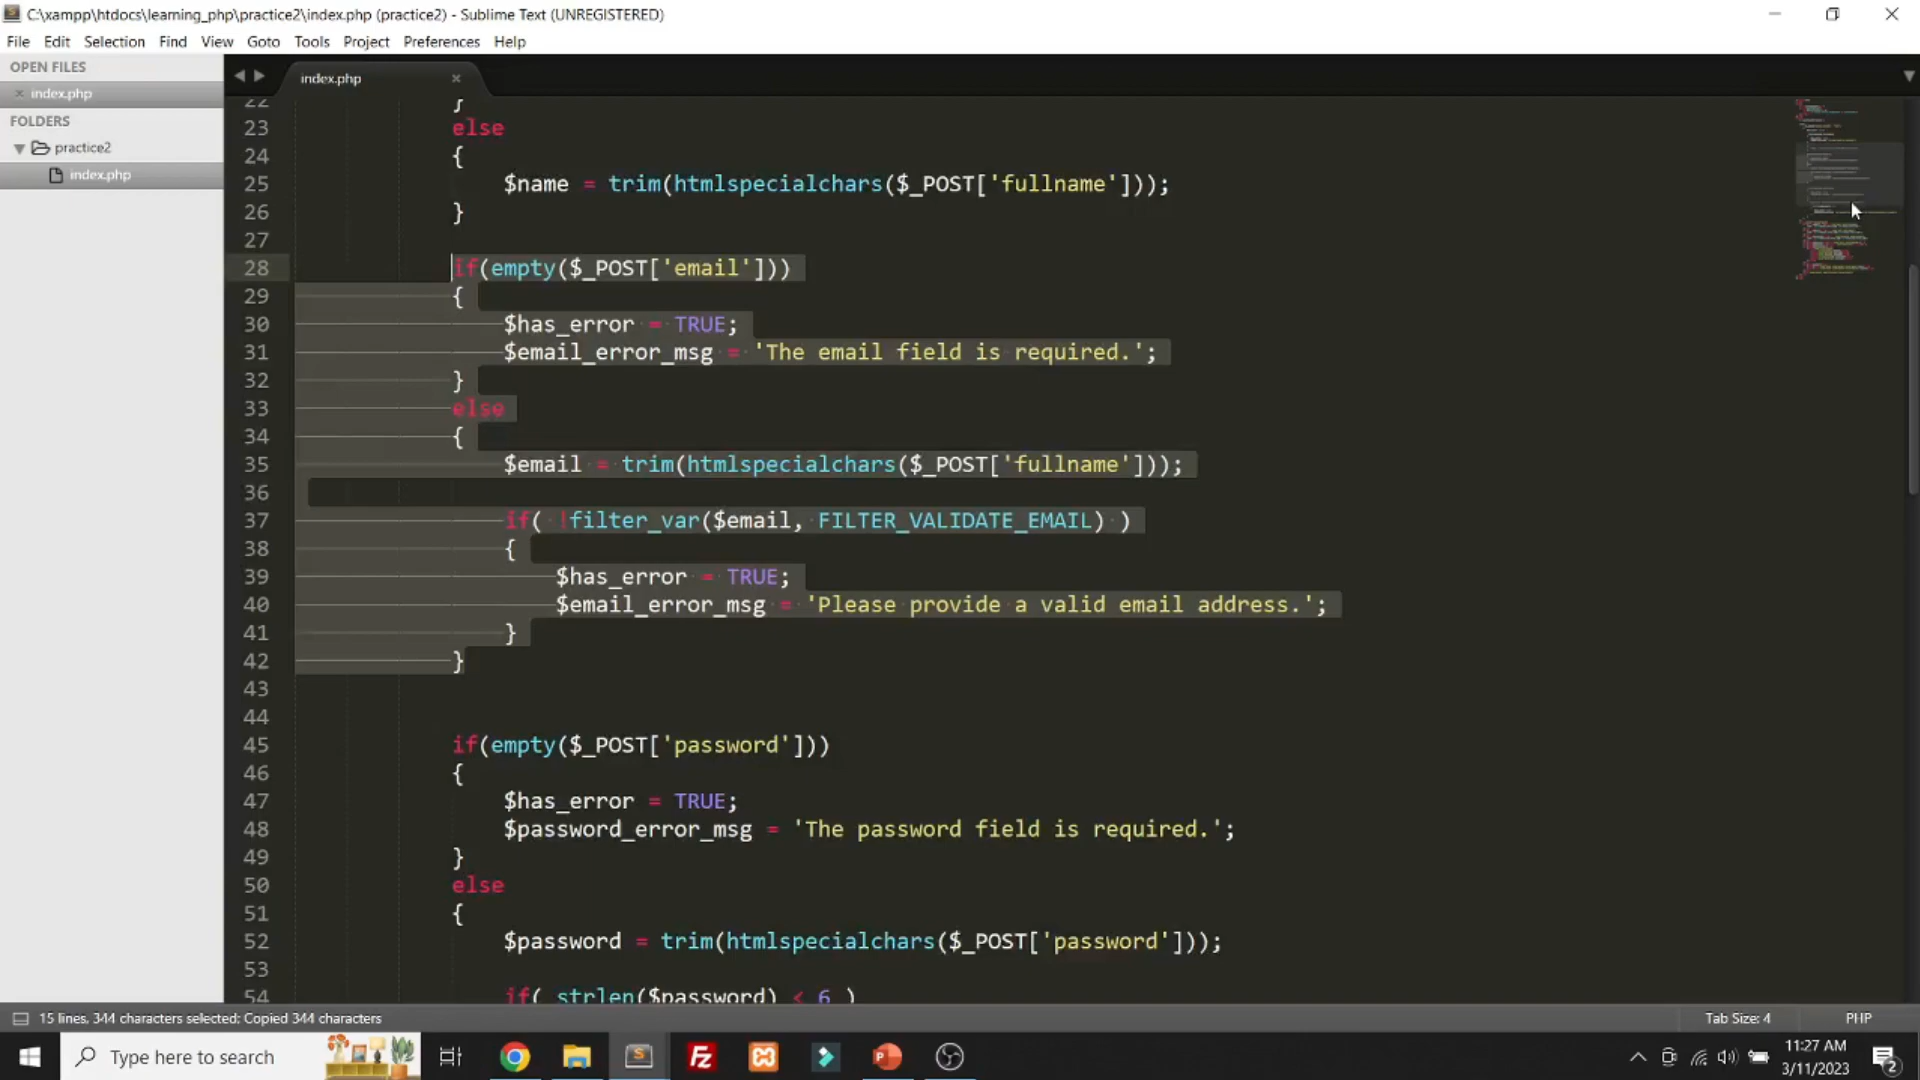 C:\xampp\htdocs\learning_php\practice2\index.php (practice2) - Sublime Text (UNREGISTERED)
File Edit Selection Find View Goto Tools Project Preferences Help
OPEN FILES
index.php
index.php
FOLDERS
practice2
index.php
22 }
23 else
24 {
25 $name = trim(htmlspecialchars($_POST['fullname']));
26 }
27
28 if(empty($_POST['email']))
29 {
30 $has_error = TRUE;
31 $email_error_msg = 'The email field is required.';
32 }
33 else
34 {
35 $email = trim(htmlspecialchars($_POST['fullname']));
36
37 if( !filter_var($email, FILTER_VALIDATE_EMAIL) )
38 {
39 $has_error = TRUE;
40 $email_error_msg = 'Please provide a valid email address.';
41 }
42 }
43
44
45 if(empty($_POST['password']))
46 {
47 $has_error = TRUE;
48 $password_error_msg = 'The password field is required.';
49 }
50 else
51 {
52 $password = trim(htmlspecialchars($_POST['password']));
53
54 if( strlen($password) < 6 )
15 lines, 344 characters selected; Copied 344 characters
Tab Size: 4 PHP
Type here to search
11:27 AM
3/11/2023
2